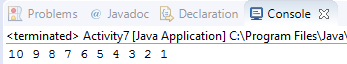 Problems @ Javadoc Declaration Console
<terminated> Activity7 [Java Application] C:\Program Files\Java\
10 9 8 7 6 5 4 3 2 1